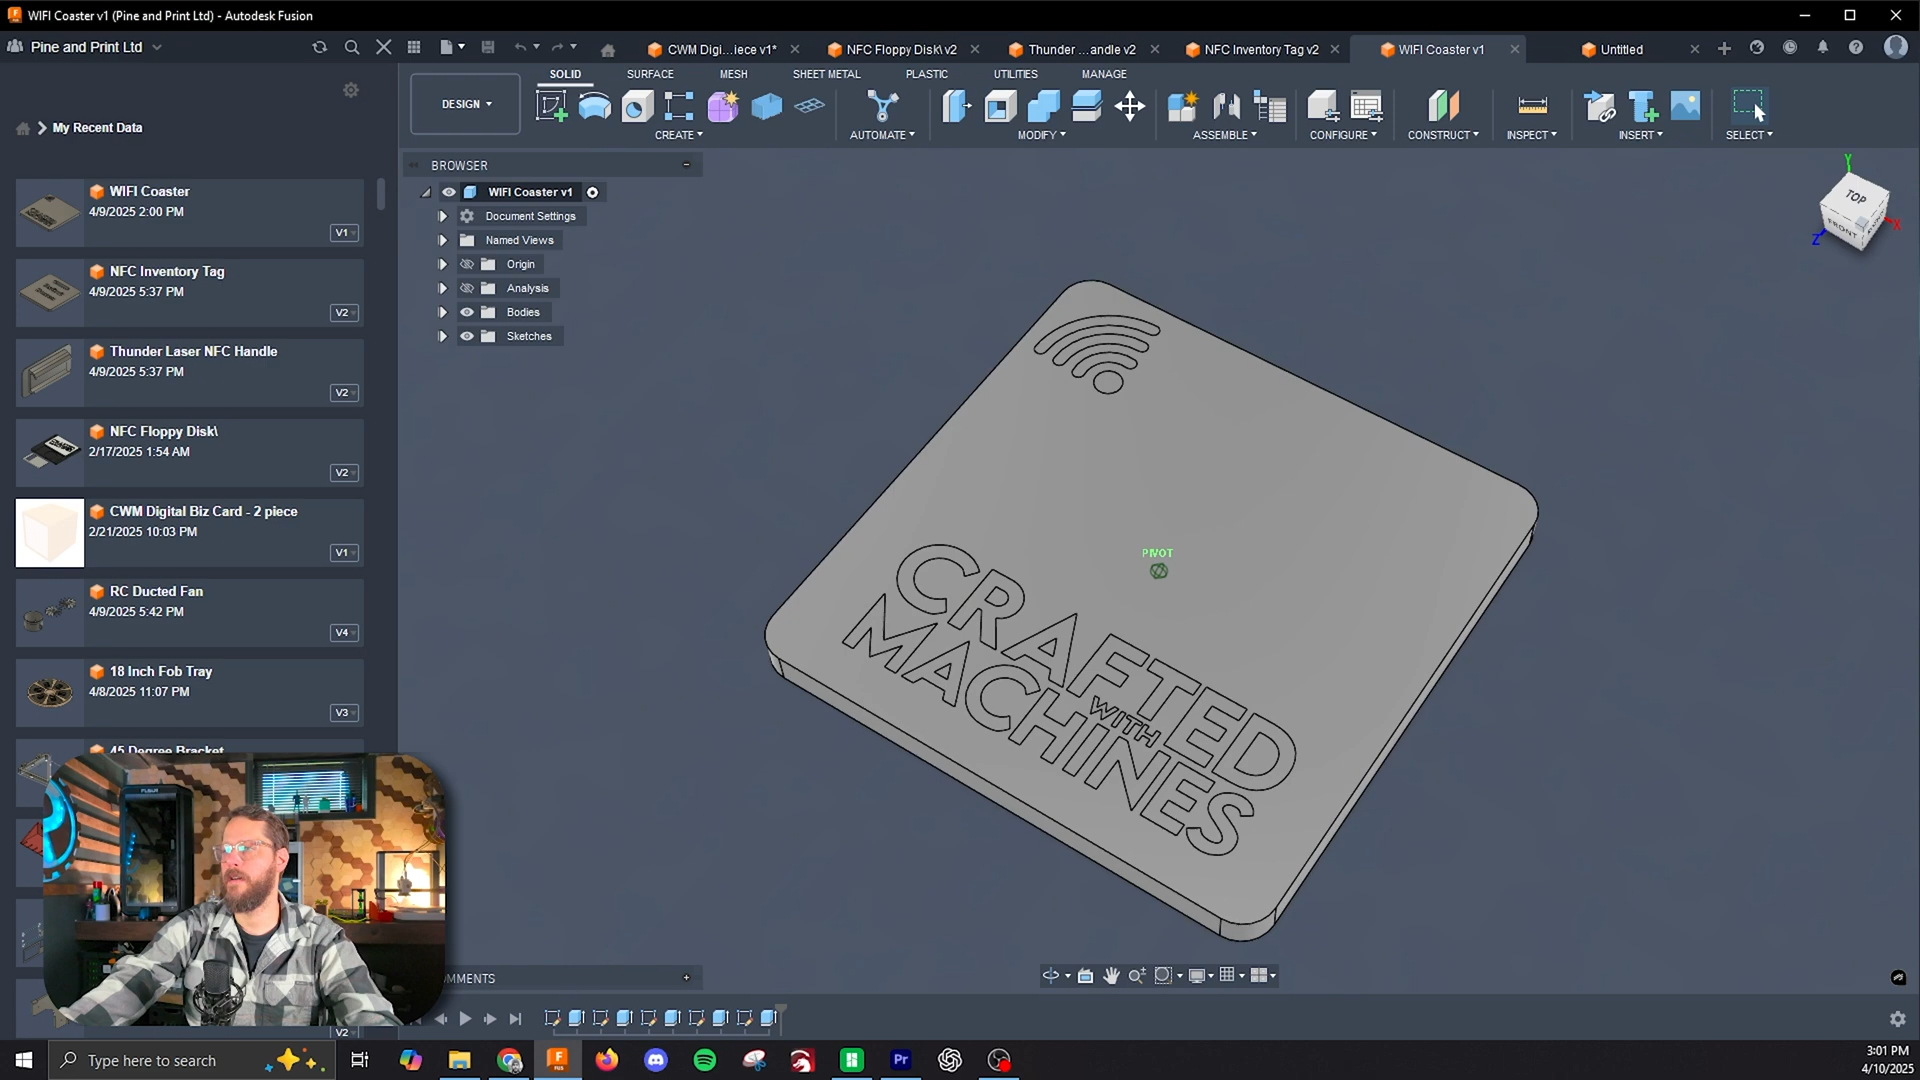 WIFI Coaster v1 (Pine and Print Ltd) - Autodesk Fusion
Pine and Print Ltd
CWM Digi...iece v1*
NFC Floppy Disk\ v2
Thunder ...andle v2
NFC Inventory Tag v2
WIFI Coaster v1
Untitled
DESIGN
SOLID
SURFACE
MESH
SHEET METAL
PLASTIC
UTILITIES
MANAGE
CREATE
AUTOMATE
MODIFY
ASSEMBLE
CONFIGURE
CONSTRUCT
INSPECT
INSERT
SELECT
My Recent Data
WIFI Coaster
4/9/2025 2:00 PM
V1
NFC Inventory Tag
4/9/2025 5:37 PM
V2
Thunder Laser NFC Handle
4/9/2025 5:37 PM
V2
NFC Floppy Disk\
2/17/2025 1:54 AM
V2
CWM Digital Biz Card - 2 piece
2/21/2025 10:03 PM
V1
RC Ducted Fan
4/9/2025 5:42 PM
V4
18 Inch Fob Tray
4/8/2025 11:07 PM
V3
45 Degree Bracket
V2
BROWSER
WIFI Coaster v1
Document Settings
Named Views
Origin
Analysis
Bodies
Sketches
TOP
FRONT
Y
X
Z
PIVOT
CRAFTED
WITH
MACHINES
OMMENTS
Type here to search
3:01 PM
4/10/2025